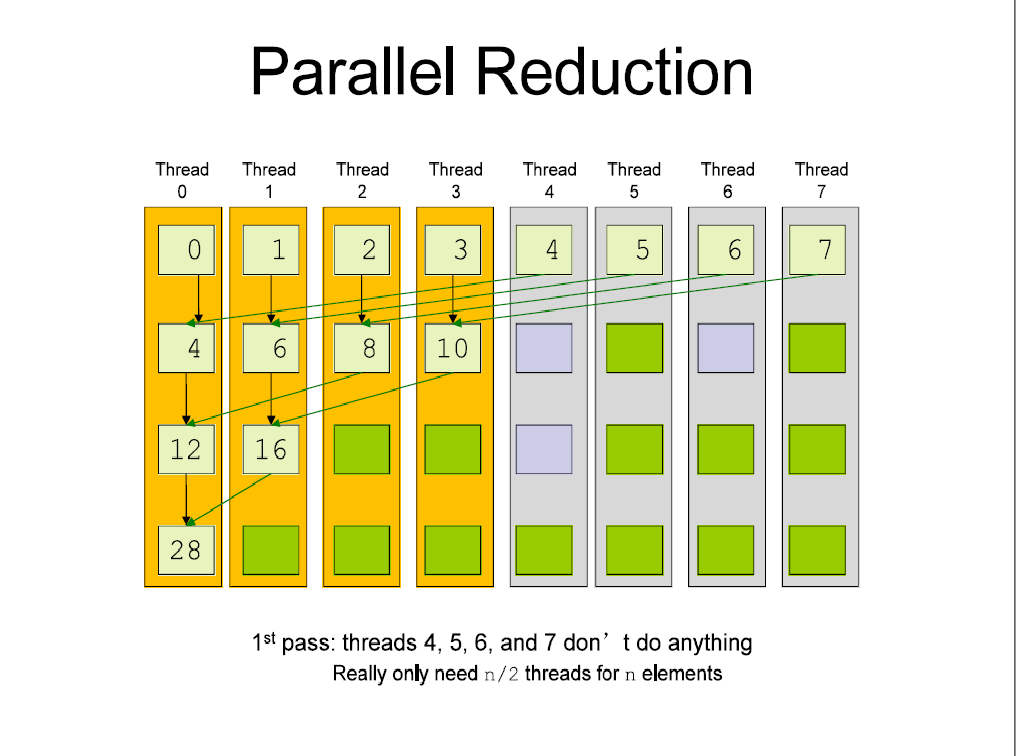 Parallel Reduction
Thread Thread Thread Thread Thread Thread Thread Thread
0 1 2 3 4 5 6 7
0 1 2 3 4 5 6 7
4 6 8 10
12 16
28
1st pass: threads 4, 5, 6, and 7 don’t do anything
Really only need n/2 threads for n elements